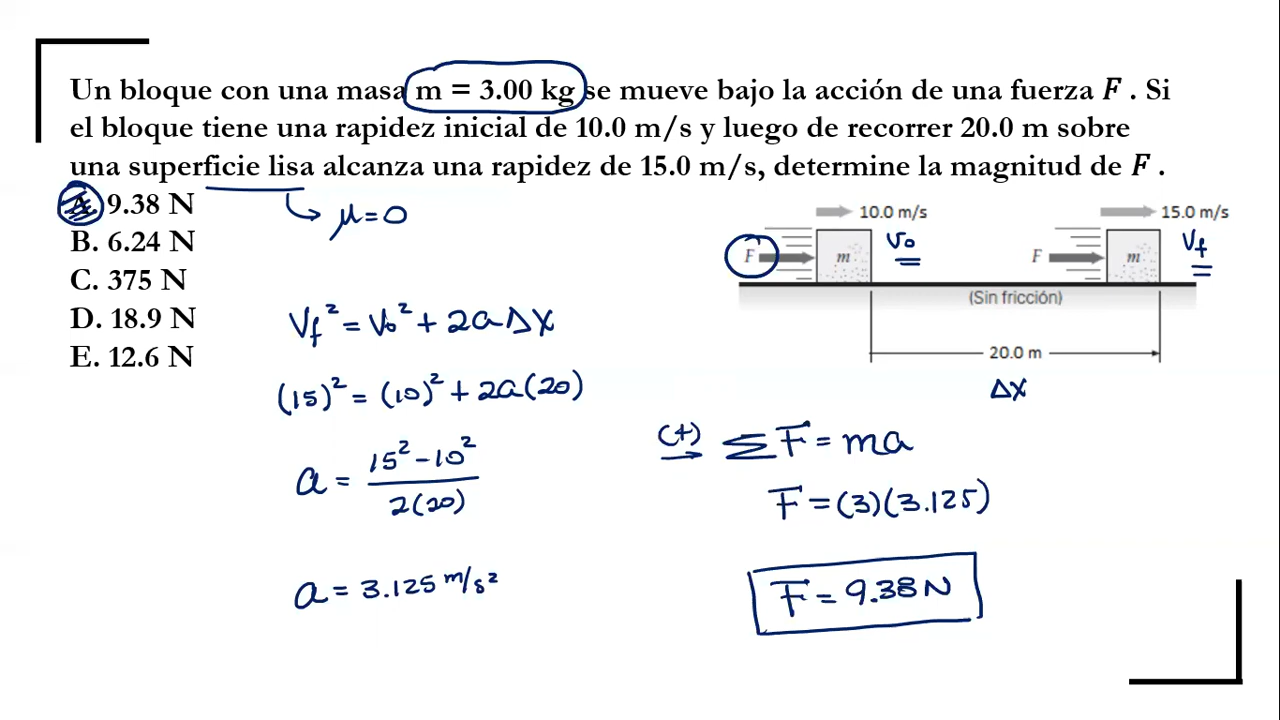 Un bloque con una masa m = 3.00 kg se mueve bajo la acción de una fuerza F . Si
el bloque tiene una rapidez inicial de 10.0 m/s y luego de recorrer 20.0 m sobre
una superficie lisa alcanza una rapidez de 15.0 m/s, determine la magnitud de F .
A. 9.38 N
B. 6.24 N
C. 375 N
D. 18.9 N
E. 12.6 N
μ = 0
10.0 m/s
15.0 m/s
F
m
V₀
F
m
Vf
(Sin fricción)
20.0 m
Δx
Vf² = V₀² + 2aΔx
(15)² = (10)² + 2a(20)
a = 15² - 10² / 2(20)
a = 3.125 m/s²
(+) ΣF = ma
F = (3)(3.125)
F = 9.38 N